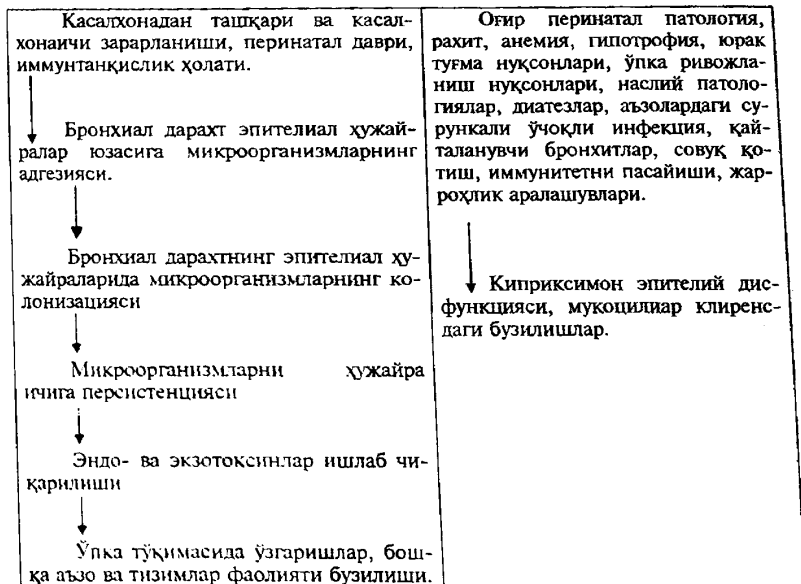 Касалхонадан ташқари ва касал-
хонаичи зарарланиши, перинатал даври,
иммунтанқислик ҳолати.
Бронхиал дарахт эпителиал ҳужай-
ралар юзасига микроорганизмларнинг
адгезияси.
Бронхиал дарахтнинг эпителиал ҳу-
жайраларида микроорганизмларнинг ко-
лонизацияси
Микроорганизмларни ҳужайра
ичига персистенцияси
Эндо- ва экзотоксинлар ишлаб чи-
қарилиши
Ўпка тўқимасида ўзгаришлар, бош-
қа аъзо ва тизимлар фаолияти бузилиши.
Оғир перинатал патология,
рахит, анемия, гипотрофия, юрак
туғма нуқсонлари, ўпка ривожла-
ниш нуқсонлари, наслий патоло-
гиялар, диатезлар, аъзолардаги су-
рункали ўчоқли инфекция, қай-
таланувчи бронхитлар, совуқ қо-
тиш, иммунитетни пасайиши, жар-
роҳлик аралашувлари.
Киприксимон эпителий дис-
функцияси, мукоцилиар клиренс-
даги бузилишлар.